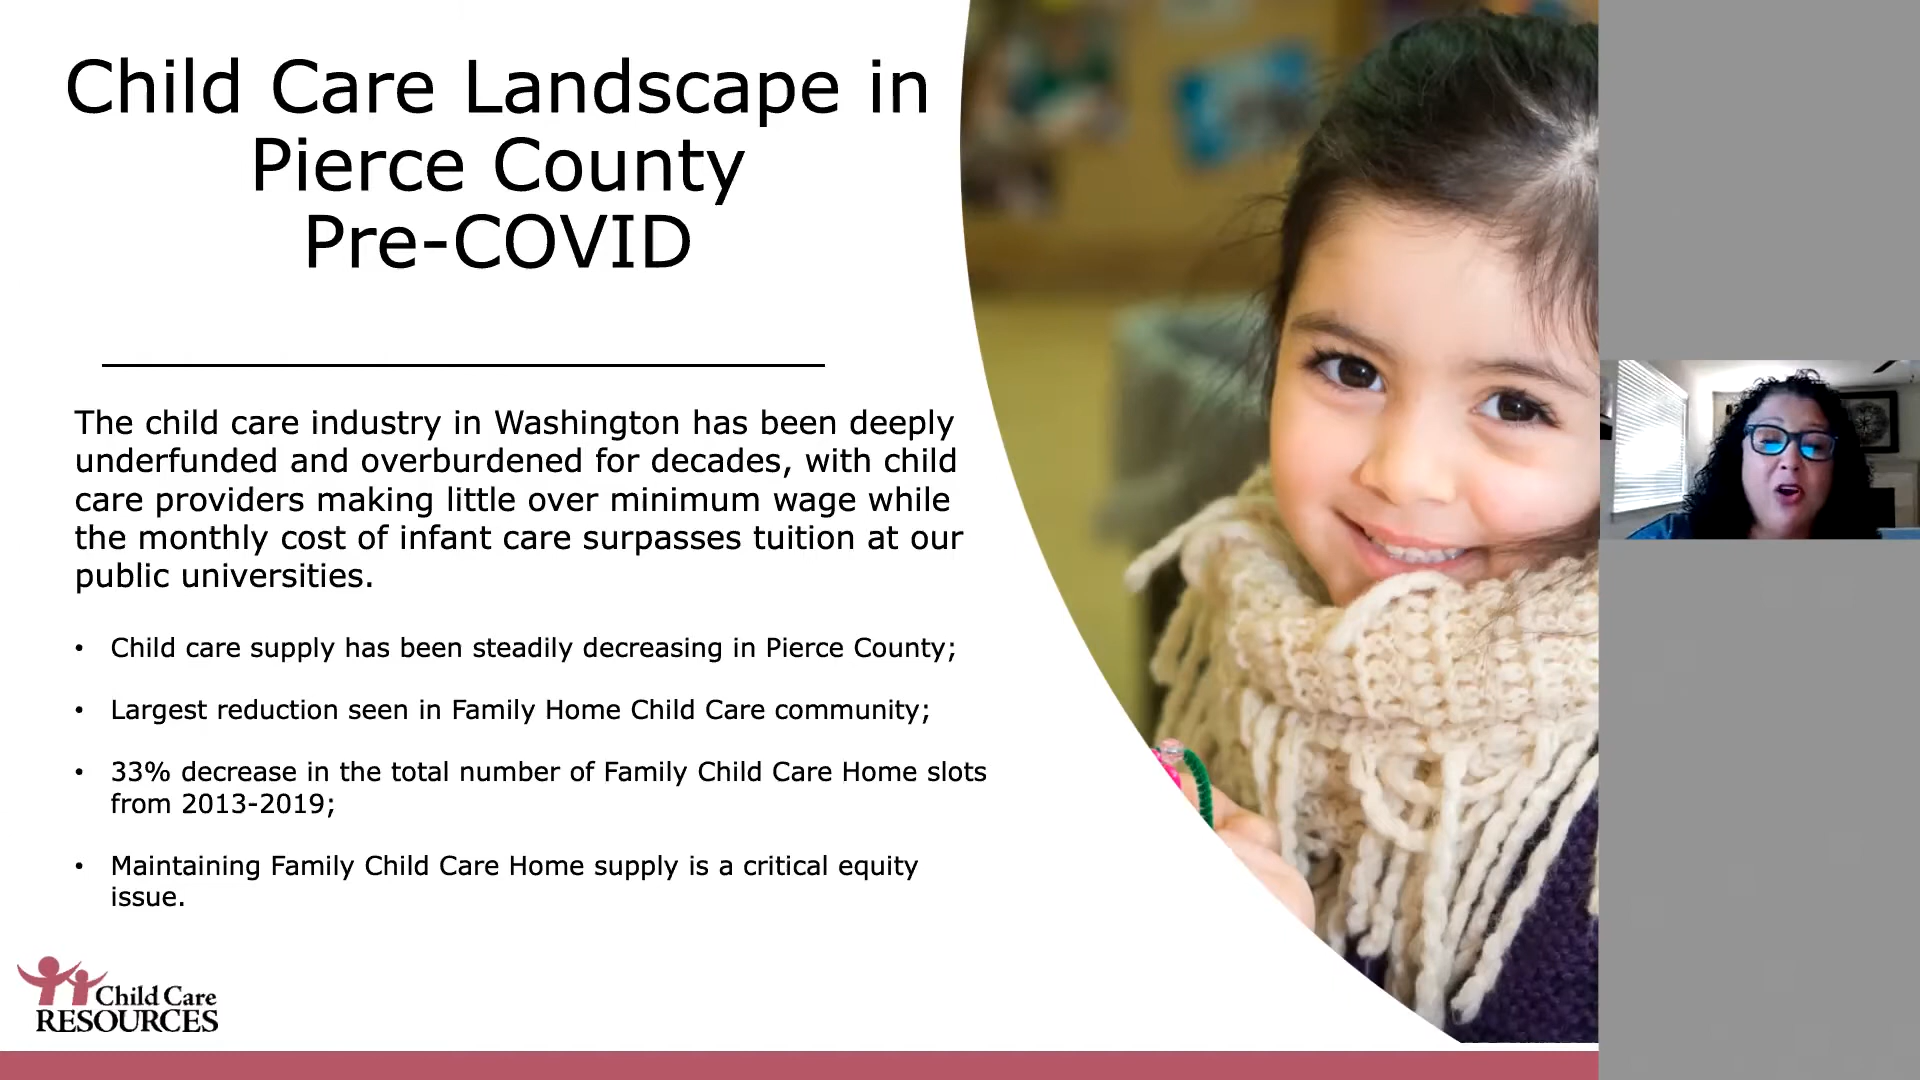 Child Care Landscape in
Pierce County
Pre-COVID
The child care industry in Washington has been deeply
underfunded and overburdened for decades, with child
care providers making little over minimum wage while
the monthly cost of infant care surpasses tuition at our
public universities.
• Child care supply has been steadily decreasing in Pierce County;
• Largest reduction seen in Family Home Child Care community;
• 33% decrease in the total number of Family Child Care Home slots
from 2013-2019;
• Maintaining Family Child Care Home supply is a critical equity
issue.
Child Care
RESOURCES